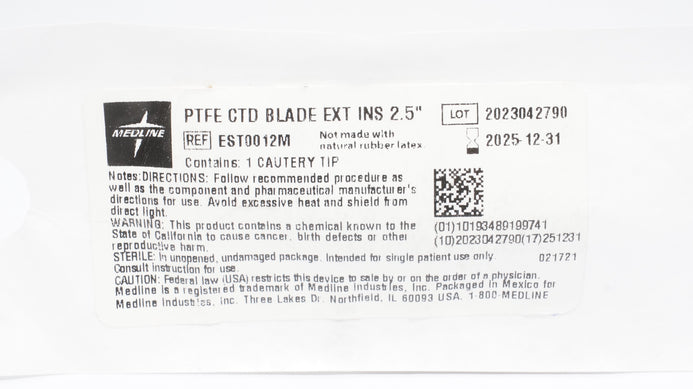 MEDLINE
PTFE CTD BLADE EXT INS 2.5"
LOT 2023042790
REF EST0012M
Not made with
natural rubber latex.
2025-12-31
Contains: 1 CAUTERY TIP
Notes:DIRECTIONS: Follow recommended procedure as
well as the component and pharmaceutical manufacturer's
directions for use. Avoid excessive heat and shield from
direct light.
WARNING: This product contains a chemical known to the
State of California to cause cancer, birth defects or other
reproductive harm.
(01)10193489199741
(10)2023042790(17)251231
STERILE: In unopened, undamaged package. Intended for single patient use only.
021721
Consult Instruction for use.
CAUTION: Federal law (USA) restricts this device to sale by or on the order of a physician.
Medline is a registered trademark of Medline Industries, Inc. Packaged in Mexico for
Medline Industries, Inc. Three Lakes Dr. Northfield, IL 60093 USA. 1-800-MEDLINE